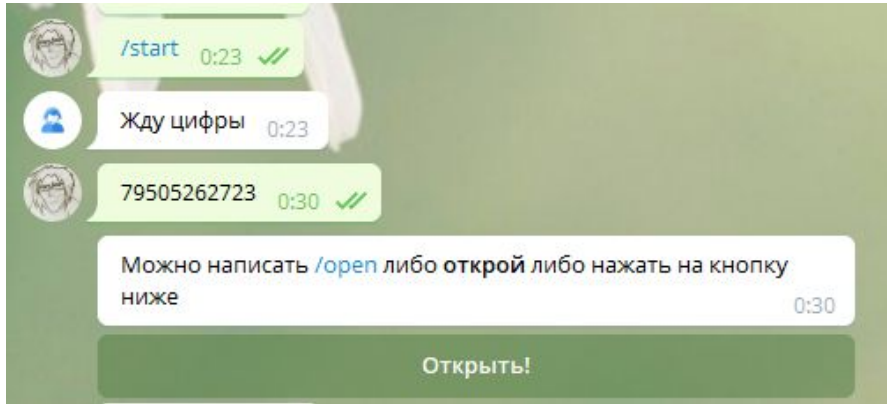 /start 0:23
Жду цифры 0:23
79505262723 0:30
Можно написать /open либо открой либо нажать на кнопку
ниже 0:30
Открыть!